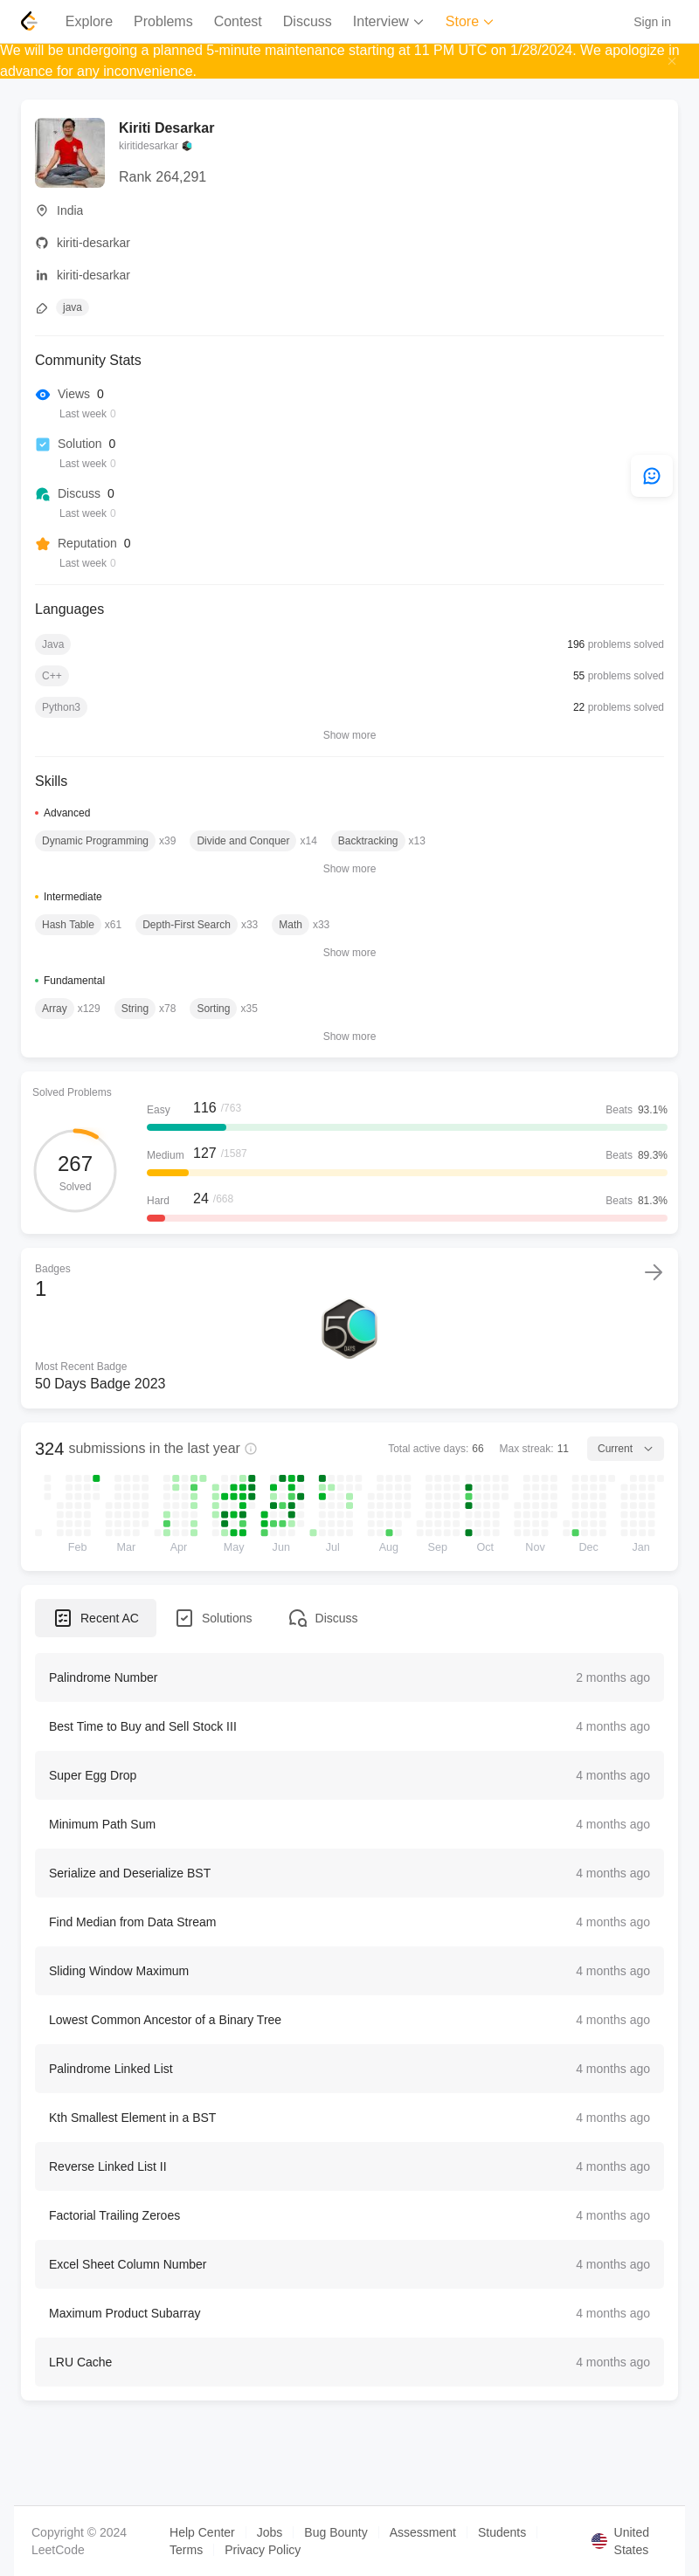 Explore Problems Contest Discuss Interview Store Sign in
We will be undergoing a planned 5-minute maintenance starting at 11 PM UTC on 1/28/2024. We apologize in
advance for any inconvenience.
Kiriti Desarkar
kiritidesarkar
Rank 264,291
India
kiriti-desarkar
kiriti-desarkar
java
Community Stats
Views 0
Last week 0
Solution 0
Last week 0
Discuss 0
Last week 0
Reputation 0
Last week 0
Languages
Java 196 problems solved
C++ 55 problems solved
Python3 22 problems solved
Show more
Skills
Advanced
Dynamic Programming x39 Divide and Conquer x14 Backtracking x13
Show more
Intermediate
Hash Table x61 Depth-First Search x33 Math x33
Show more
Fundamental
Array x129 String x78 Sorting x35
Show more
Solved Problems
267
Solved
Easy 116 /763 Beats 93.1%
Medium 127 /1587 Beats 89.3%
Hard 24 /668 Beats 81.3%
Badges
1
50
DAYS
Most Recent Badge
50 Days Badge 2023
324 submissions in the last year Total active days: 66 Max streak: 11 Current
Feb Mar Apr May Jun Jul Aug Sep Oct Nov Dec Jan
Recent AC Solutions Discuss
Palindrome Number 2 months ago
Best Time to Buy and Sell Stock III 4 months ago
Super Egg Drop 4 months ago
Minimum Path Sum 4 months ago
Serialize and Deserialize BST 4 months ago
Find Median from Data Stream 4 months ago
Sliding Window Maximum 4 months ago
Lowest Common Ancestor of a Binary Tree 4 months ago
Palindrome Linked List 4 months ago
Kth Smallest Element in a BST 4 months ago
Reverse Linked List II 4 months ago
Factorial Trailing Zeroes 4 months ago
Excel Sheet Column Number 4 months ago
Maximum Product Subarray 4 months ago
LRU Cache 4 months ago
Copyright © 2024
LeetCode
Help Center Jobs Bug Bounty Assessment Students
Terms Privacy Policy
United
States